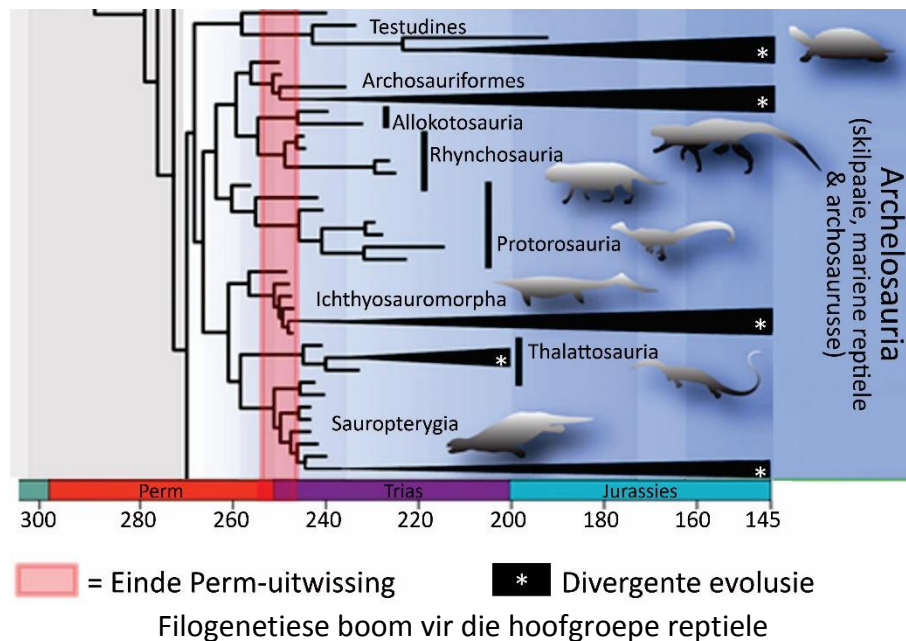 Testudines
*
Archosauriformes
*
Allokotosauria
Rhynchosauria
Protorosauria
Ichthyosauromorpha
*
Thalattosauria
*
Sauropterygia
*
Archelosauria
(skilpaaie, mariene reptiele
& archosaurusse)
Perm Trias Jurassies
300 280 260 240 220 200 180 160 145
= Einde Perm-uitwissing * Divergente evolusie
Filogenetiese boom vir die hoofgroepe reptiele